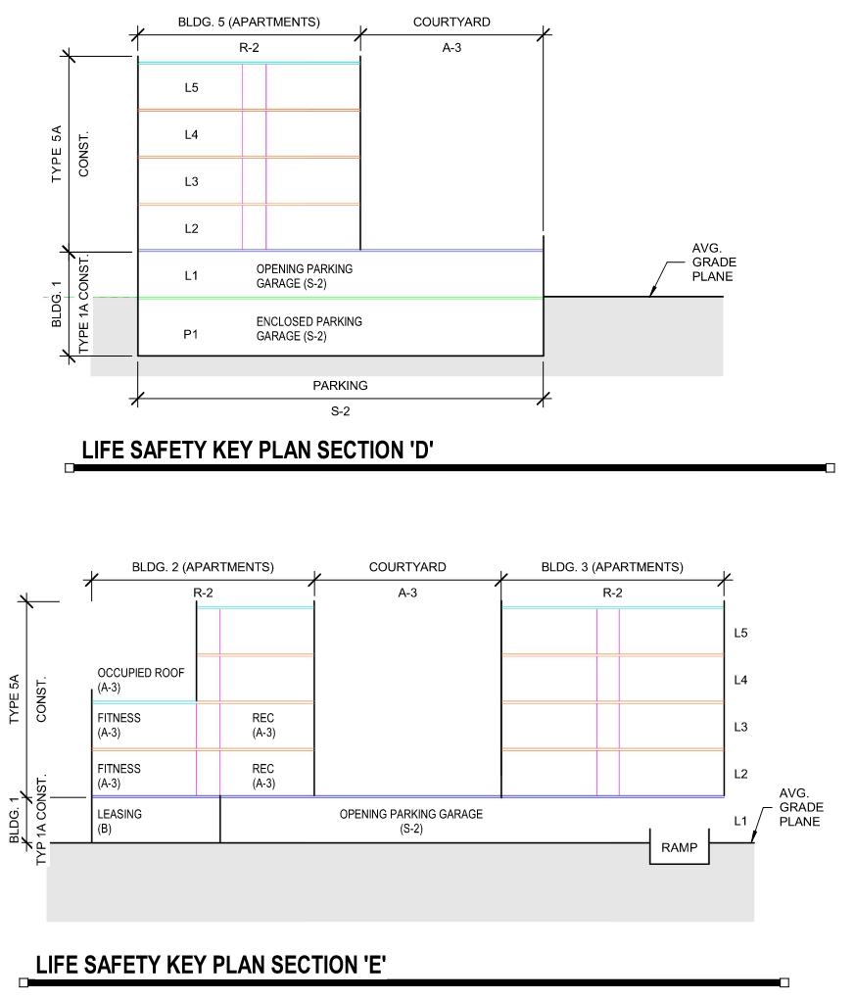 BLDG. 5 (APARTMENTS)
COURTYARD
R-2
A-3
TYPE 5A
CONST.
L5
L4
L3
L2
BLDG. 1
TYPE 1A CONST.
L1
OPENING PARKING
GARAGE (S-2)
P1
ENCLOSED PARKING
GARAGE (S-2)
AVG.
GRADE
PLANE
PARKING
S-2
LIFE SAFETY KEY PLAN SECTION 'D'
BLDG. 2 (APARTMENTS)
COURTYARD
BLDG. 3 (APARTMENTS)
R-2
A-3
R-2
TYPE 5A
CONST.
L5
OCCUPIED ROOF
(A-3)
L4
FITNESS
(A-3)
REC
(A-3)
L3
FITNESS
(A-3)
REC
(A-3)
L2
BLDG. 1
TYP 1A CONST.
LEASING
(B)
OPENING PARKING GARAGE
(S-2)
L1
AVG.
GRADE
PLANE
RAMP
LIFE SAFETY KEY PLAN SECTION 'E'